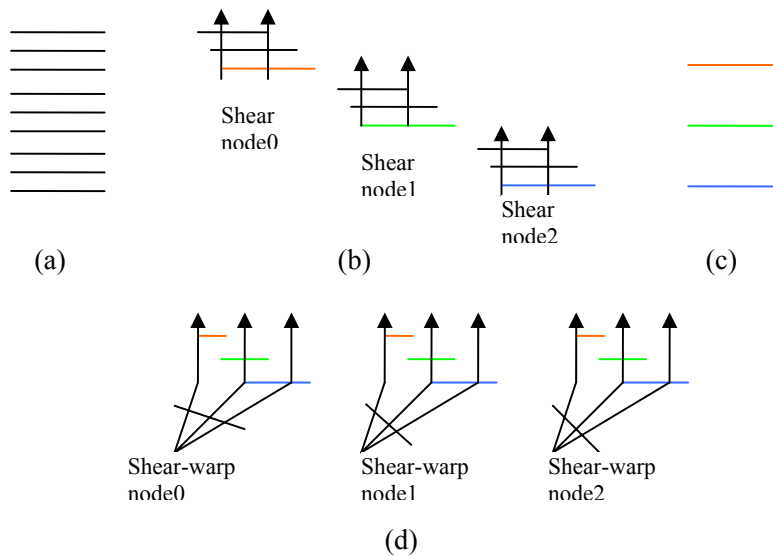 Shear
node0
Shear
node1
Shear
node2
(a)
(b)
(c)
Shear-warp
node0
Shear-warp
node1
Shear-warp
node2
(d)